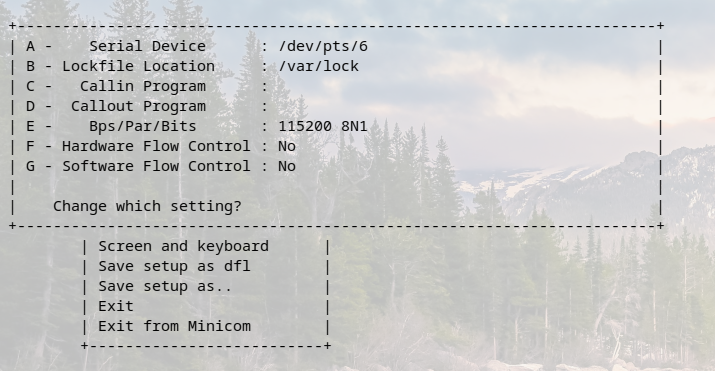 +-----------------------------------------------------------------------+
| A -    Serial Device      : /dev/pts/6                                |
| B - Lockfile Location     : /var/lock                                 |
| C -   Callin Program      :                                           |
| D -  Callout Program      :                                           |
| E -    Bps/Par/Bits       : 115200 8N1                                |
| F - Hardware Flow Control : No                                        |
| G - Software Flow Control : No                                        |
|                                                                       |
|    Change which setting?                                              |
+-----------------------------------------------------------------------+
        | Screen and keyboard      |
        | Save setup as dfl        |
        | Save setup as..          |
        | Exit                     |
        | Exit from Minicom        |
        +--------------------------+